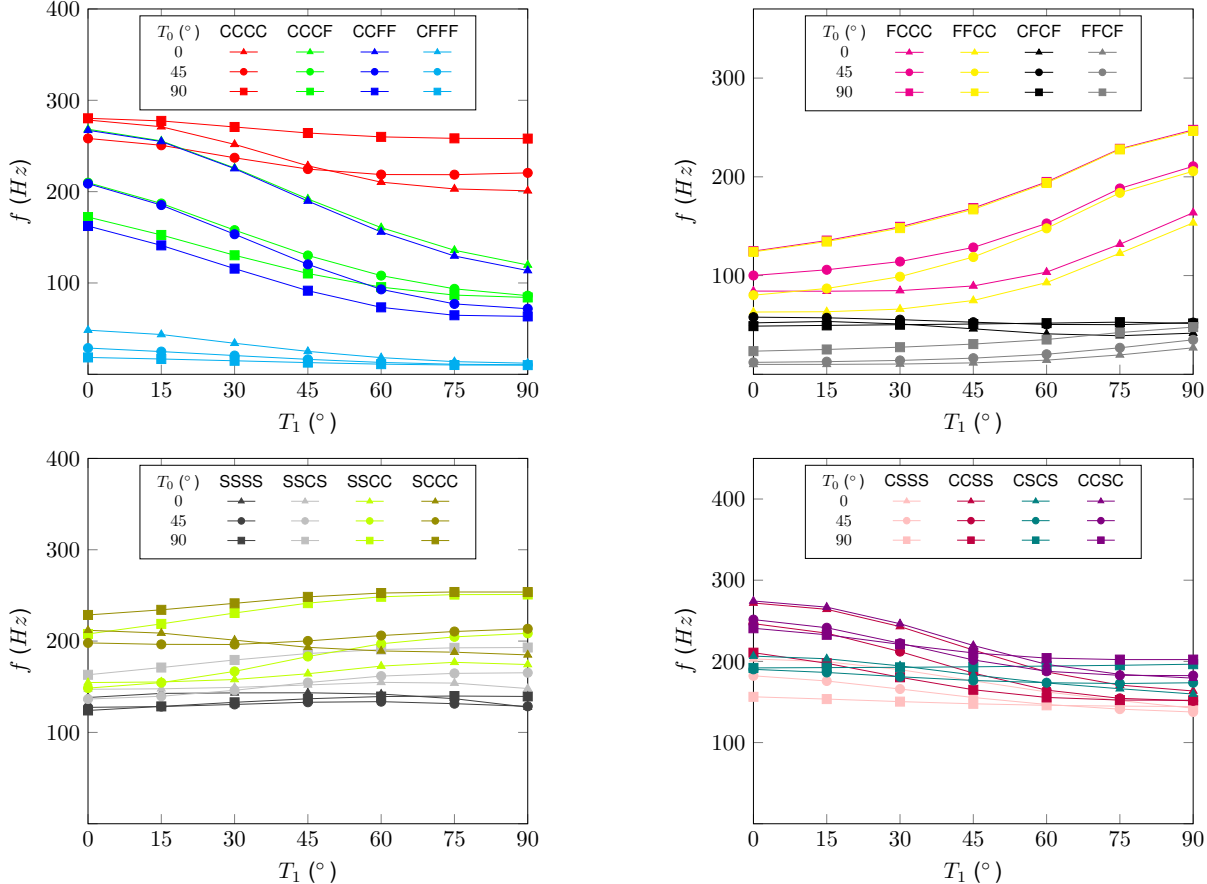 400
300
200
100
f (Hz)
T₀ (°) CCCC CCCF CCFF CFFF
0
45
90
0 15 30 45 60 75 90
T₁ (°)
300
200
100
f (Hz)
T₀ (°) FCCC FFCC CFCF FFCF
0
45
90
0 15 30 45 60 75 90
T₁ (°)
400
300
200
100
f (Hz)
T₀ (°) SSSS SSCS SSCC SCCC
0
45
90
0 15 30 45 60 75 90
T₁ (°)
400
300
200
100
f (Hz)
T₀ (°) CSSS CCSS CSCS CCSC
0
45
90
0 15 30 45 60 75 90
T₁ (°)